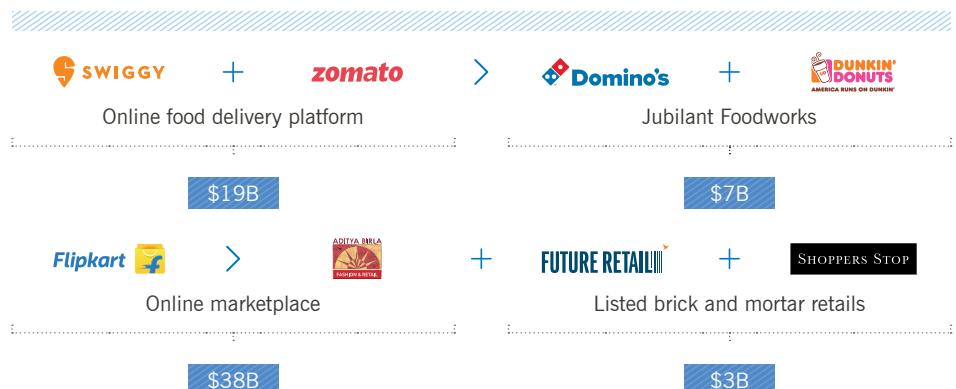 SWIGGY + zomato > Domino's + DUNKIN' DONUTS
AMERICA RUNS ON DUNKIN'
Online food delivery platform
Jubilant Foodworks
$19B
$7B
Flipkart > ADITYA BIRLA FASHION & RETAIL + FUTURE RETAIL + SHOPPERS STOP
Online marketplace
Listed brick and mortar retails
$38B
$3B